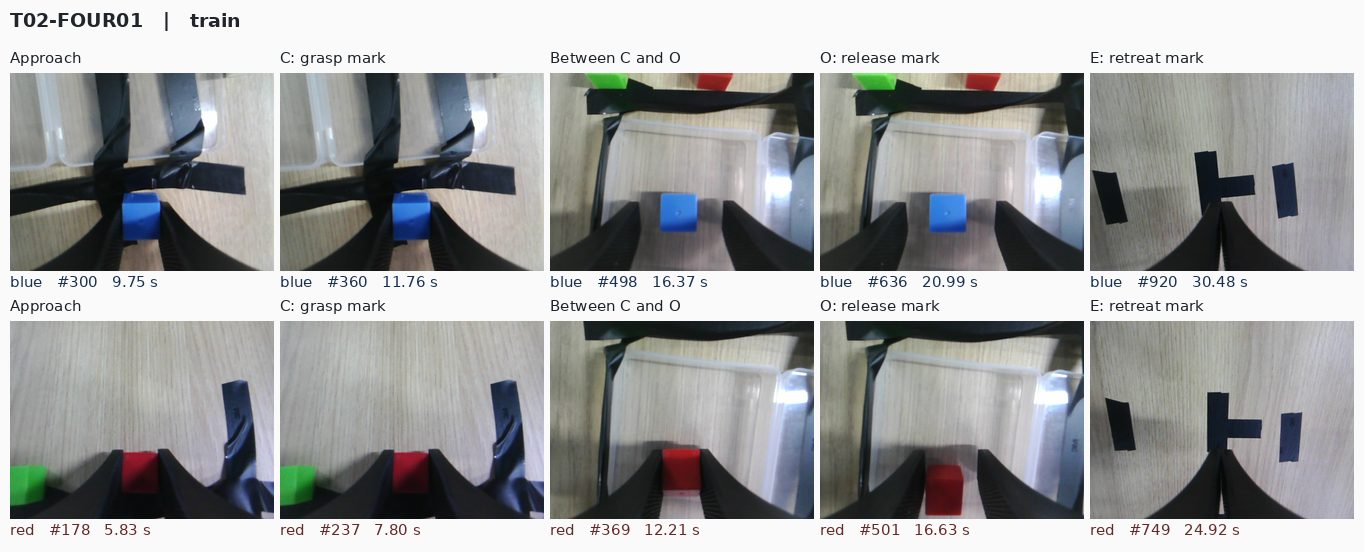 T02-FOUR01   |   train
Approach
C: grasp mark
Between C and O
O: release mark
E: retreat mark
blue   #300   9.75 s
blue   #360   11.76 s
blue   #498   16.37 s
blue   #636   20.99 s
blue   #920   30.48 s
Approach
C: grasp mark
Between C and O
O: release mark
E: retreat mark
red   #178   5.83 s
red   #237   7.80 s
red   #369   12.21 s
red   #501   16.63 s
red   #749   24.92 s